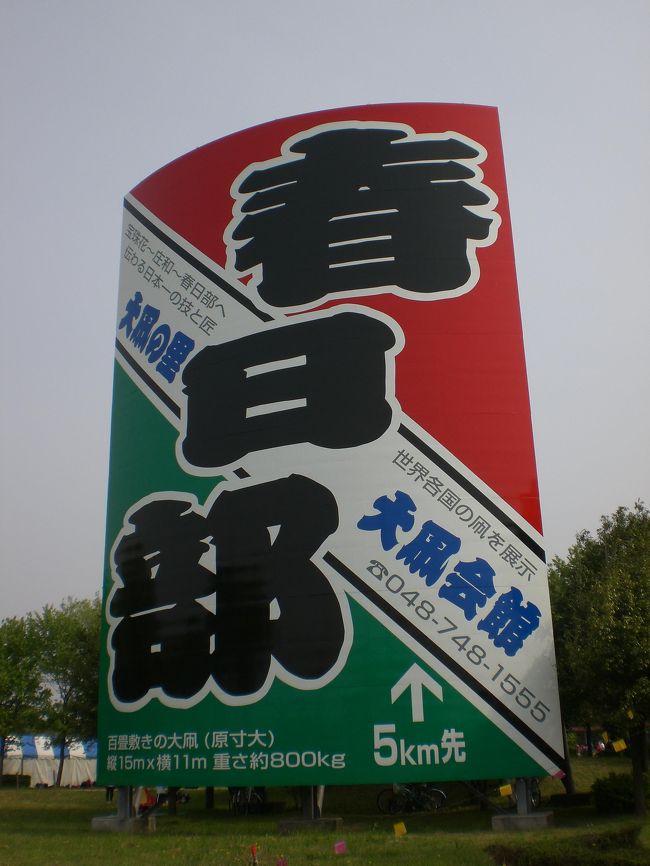 春日部
宝珠花～庄和～春日部へ
伝わる日本一の技と匠
大凧の里
世界各国の凧を展示
大凧会館
☎048-748-1555
↑
5km先
百畳敷きの大凧（原寸大）
縦15m×横11m 重さ約800kg